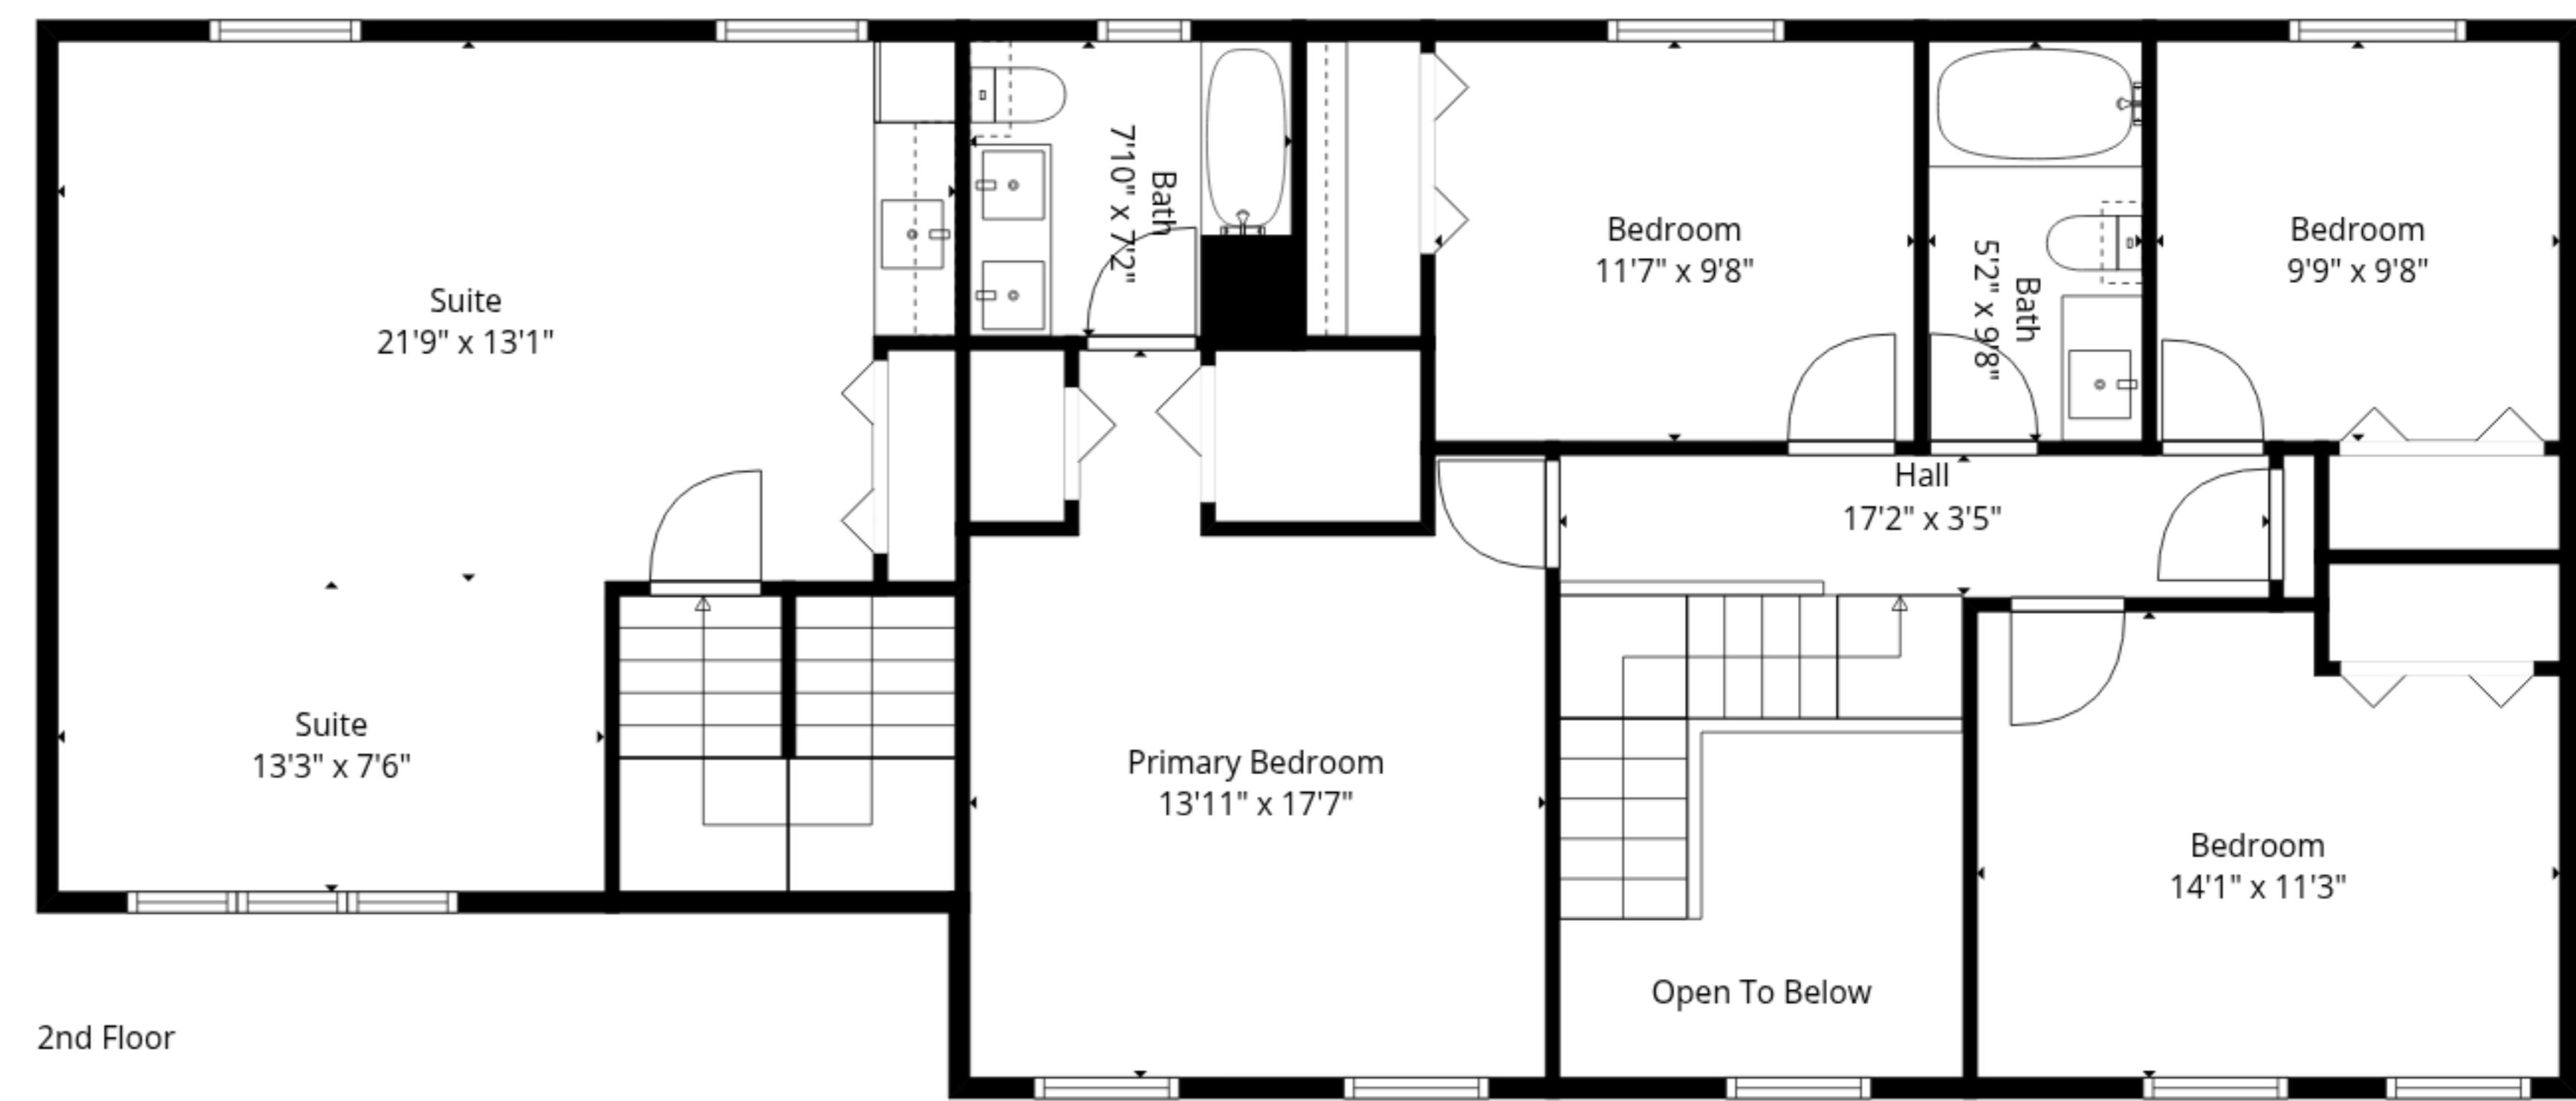 Suite
21'9" x 13'1"
Bath
7'10" x 7'2"
Bedroom
11'7" x 9'8"
Bath
5'2" x 9'8"
Bedroom
9'9" x 9'8"
Hall
17'2" x 3'5"
Suite
13'3" x 7'6"
Primary Bedroom
13'11" x 17'7"
Bedroom
14'1" x 11'3"
Open To Below
2nd Floor